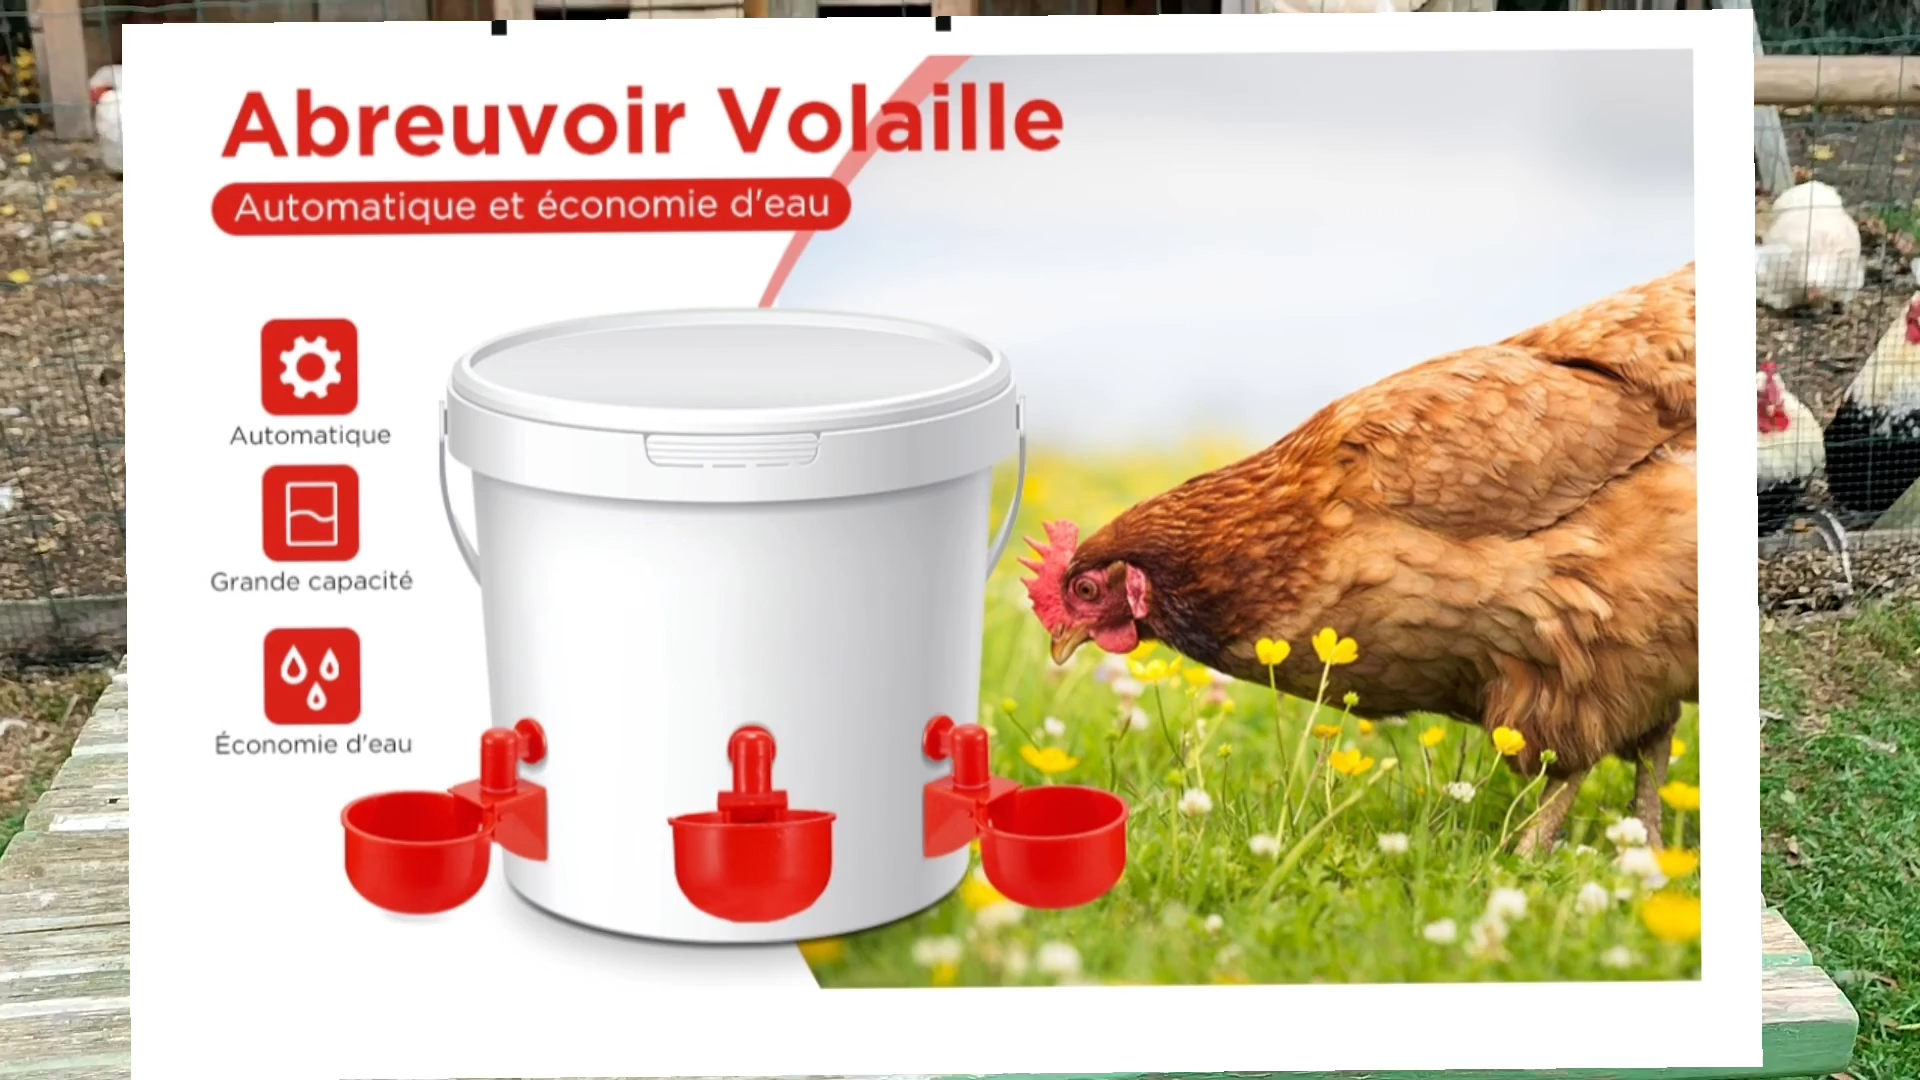 Abreuvoir Volaille
Automatique et économie d'eau
Automatique
Grande capacité
Économie d'eau